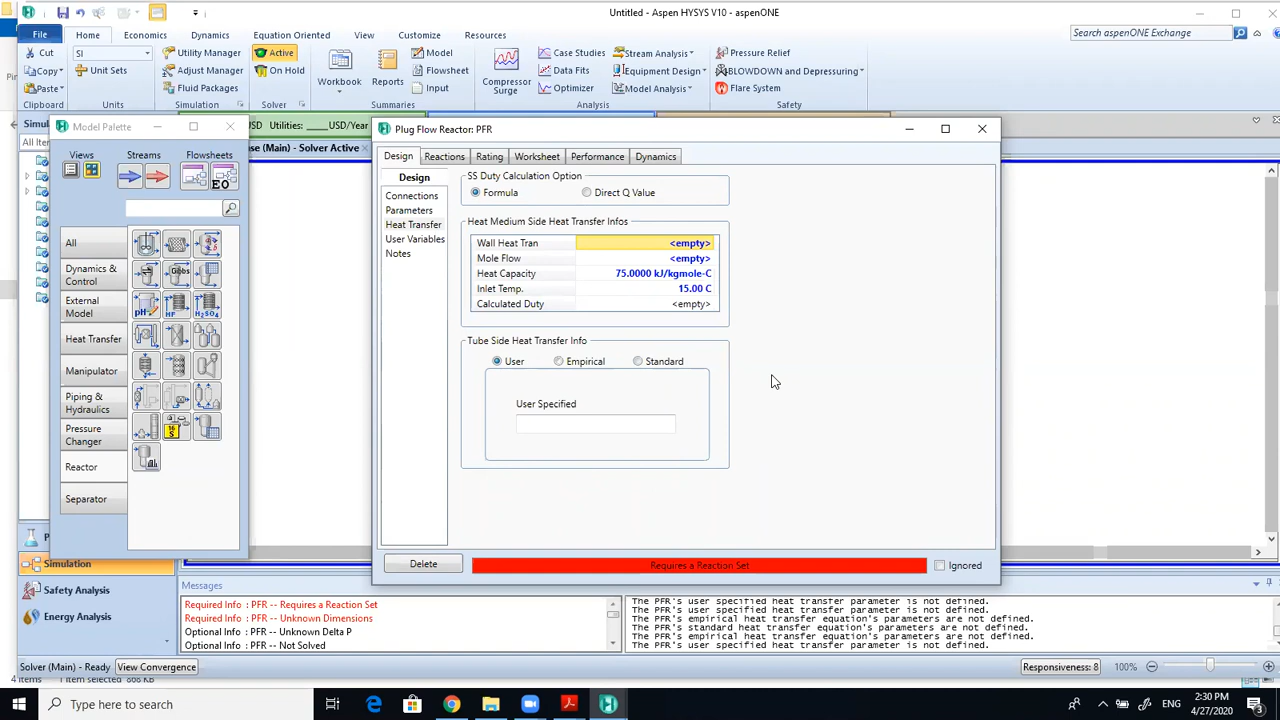 Untitled - Aspen HYSYS V10 - aspenONE
File
Home
Economics
Dynamics
Equation Oriented
View
Customize
Resources
Search aspenONE Exchange
Cut
SI
Utility Manager
Active
Model
Case Studies
Stream Analysis
Pressure Relief
Copy
Unit Sets
Adjust Manager
On Hold
Flowsheet
Data Fits
Equipment Design
BLOWDOWN and Depressuring
Paste
Fluid Packages
Workbook
Reports
Input
Compressor
Surge
Optimizer
Model Analysis
Flare System
Clipboard
Units
Simulation
Solver
Summaries
Analysis
Safety
USD Utilities: ____USD/Year
Model Palette
Plug Flow Reactor: PFR
(Main) - Solver Active
Views
Streams
Flowsheets
EO
All
Dynamics &
Control
External
Model
Heat Transfer
Manipulator
Piping &
Hydraulics
Pressure
Changer
Reactor
Separator
Gibbs
pH
HF
H2SO4
16
S
Design
Reactions
Rating
Worksheet
Performance
Dynamics
Design
Connections
Parameters
Heat Transfer
User Variables
Notes
SS Duty Calculation Option
Formula
Direct Q Value
Heat Medium Side Heat Transfer Infos
Wall Heat Tran <empty>
Mole Flow <empty>
Heat Capacity 75.0000 kJ/kgmole-C
Inlet Temp. 15.00 C
Calculated Duty <empty>
Tube Side Heat Transfer Info
User
Empirical
Standard
User Specified
Delete
Requires a Reaction Set
Ignored
Simulation
Safety Analysis
Energy Analysis
Messages
Required Info : PFR -- Requires a Reaction Set
Required Info : PFR -- Unknown Dimensions
Optional Info : PFR -- Unknown Delta P
Optional Info : PFR -- Not Solved
The PFR's user specified heat transfer parameter is not defined.
The PFR's user specified heat transfer parameter is not defined.
The PFR's empirical heat transfer equation's parameters are not defined.
The PFR's standard heat transfer equation's parameters are not defined.
The PFR's empirical heat transfer equation's parameters are not defined.
The PFR's user specified heat transfer parameter is not defined.
Solver (Main) - Ready
View Convergence
Responsiveness: 8
100%
Type here to search
ENG
2:30 PM
4/27/2020
3